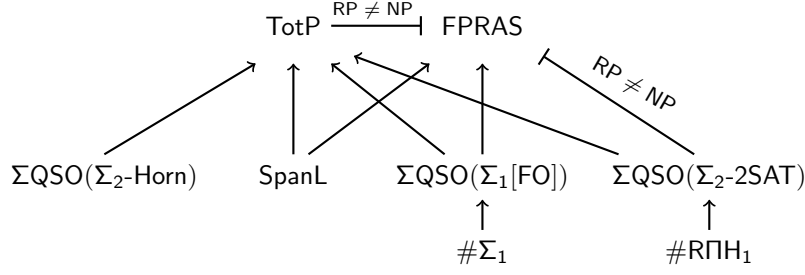 TotP RP ≠ NP FPRAS
RP ≠ NP
ΣQSO(Σ₂-Horn) SpanL ΣQSO(Σ₁[FO]) ΣQSO(Σ₂-2SAT)
#Σ₁ #RΠH₁